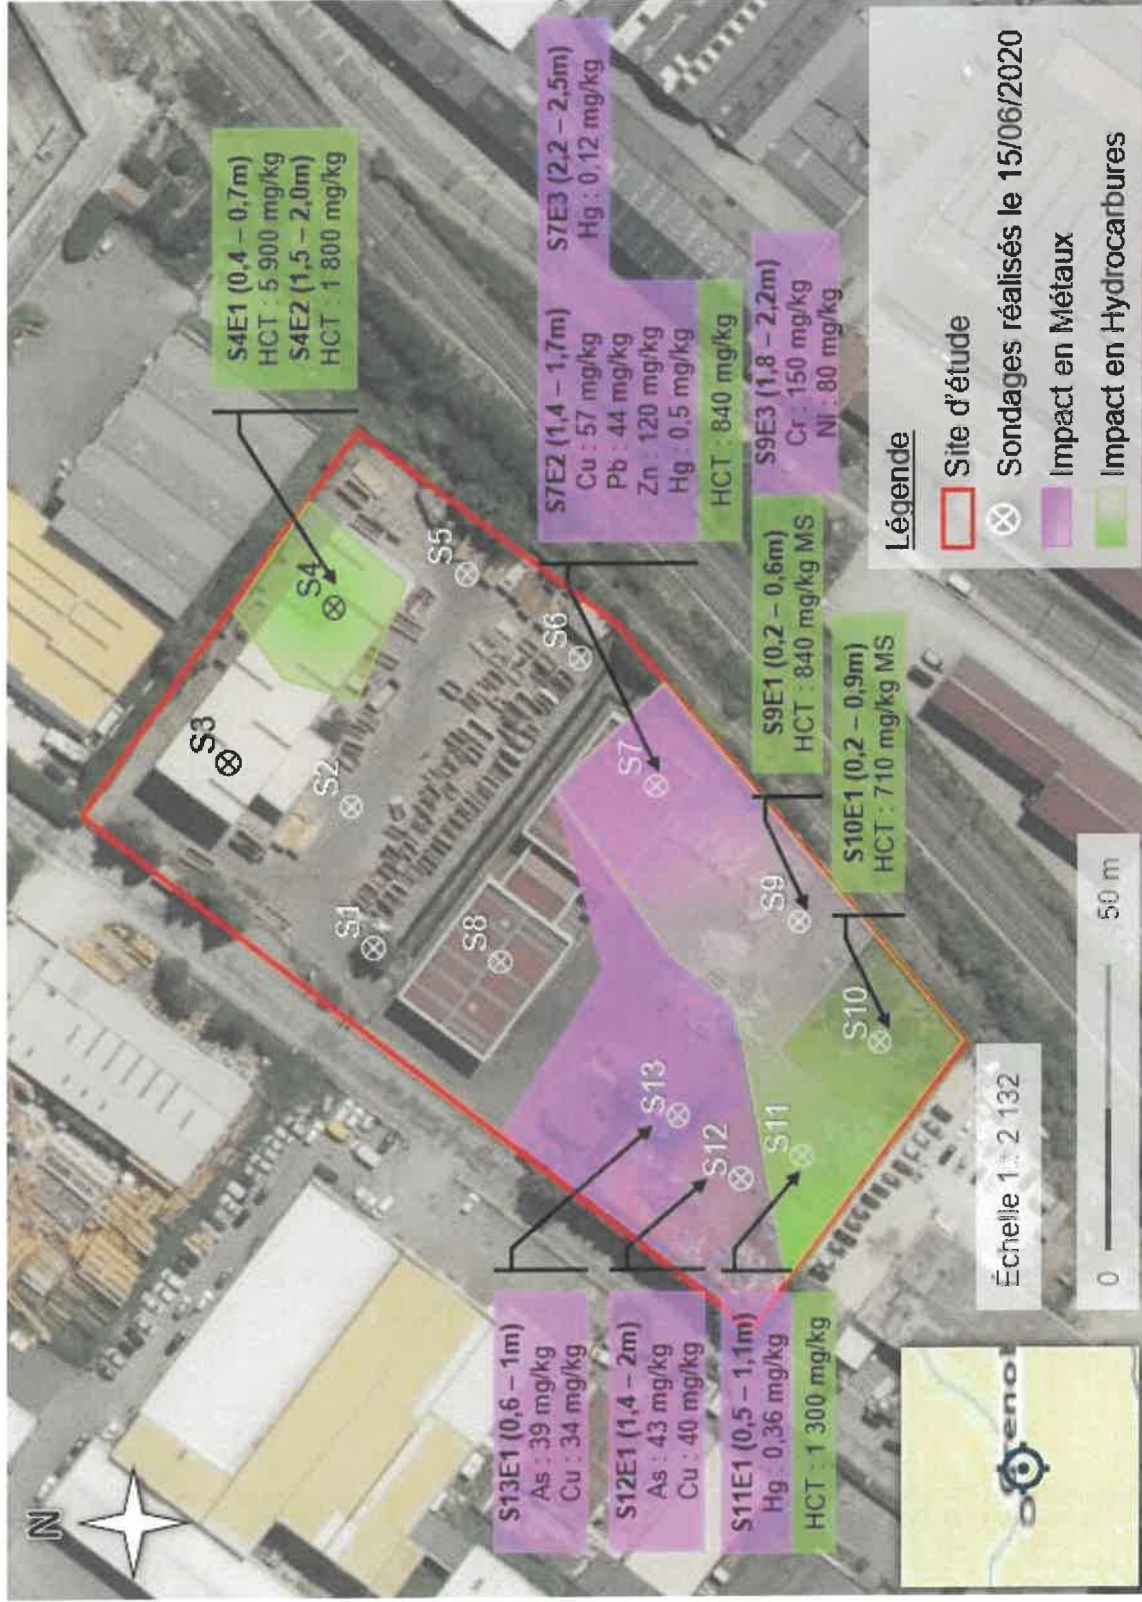 N
S4E1 (0,4 – 0,7m)
HCT : 5 900 mg/kg
S4E2 (1,5 – 2,0m)
HCT : 1 800 mg/kg
S3
S4
S2
S5
S1
S6
S8
S7
S13
S9
S12
S10
S11
S7E2 (1,4 – 1,7m)
Cu : 57 mg/kg
Pb : 44 mg/kg
Zn : 120 mg/kg
Hg : 0,5 mg/kg
HCT : 840 mg/kg
S7E3 (2,2 – 2,5m)
Hg : 0,12 mg/kg
S9E1 (0,2 – 0,6m)
HCT : 840 mg/kg MS
S9E3 (1,8 – 2,2m)
Cr : 150 mg/kg
Ni : 80 mg/kg
S10E1 (0,2 – 0,9m)
HCT : 710 mg/kg MS
S13E1 (0,6 – 1m)
As : 39 mg/kg
Cu : 34 mg/kg
S12E1 (1,4 – 2m)
As : 43 mg/kg
Cu : 40 mg/kg
S11E1 (0,5 – 1,1m)
Hg : 0,36 mg/kg
HCT : 1 300 mg/kg
Échelle 1 : 2 132
0 50 m
Légende
Site d'étude
Sondages réalisés le 15/06/2020
Impact en Métaux
Impact en Hydrocarbures